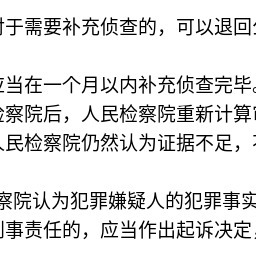 对于需要补充侦查的，可以退回
应当在一个月以内补充侦查完毕。
检察院后，人民检察院重新计算
人民检察院仍然认为证据不足，
察院认为犯罪嫌疑人的犯罪事实
刑事责任的，应当作出起诉决定，